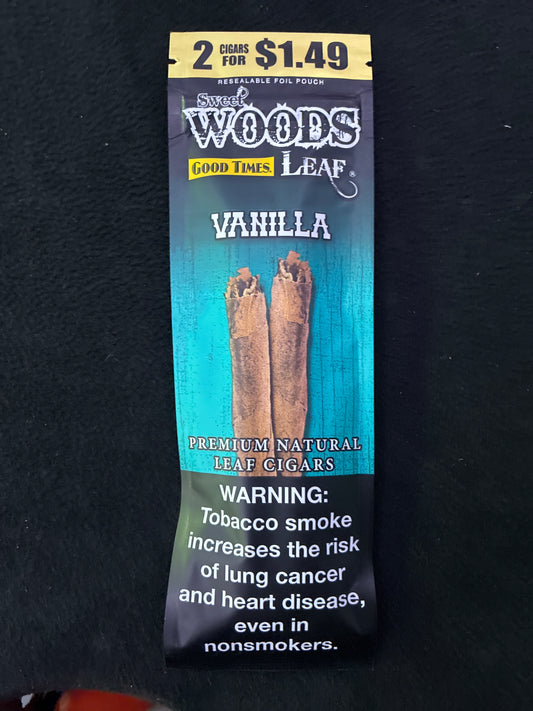 2 CIGARS FOR $1.49
RESEALABLE FOIL POUCH
Sweet
WOODS
GOOD TIMES. LEAF ®
VANILLA
PREMIUM NATURAL
LEAF CIGARS
WARNING:
Tobacco smoke
increases the risk
of lung cancer
and heart disease,
even in
nonsmokers.